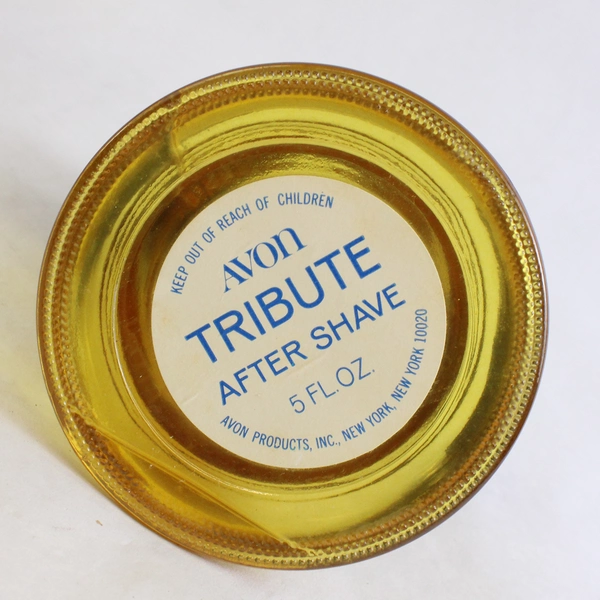 KEEP OUT OF REACH OF CHILDREN
AVON
TRIBUTE
AFTER SHAVE
5 FL.OZ.
AVON PRODUCTS, INC., NEW YORK, NEW YORK 10020